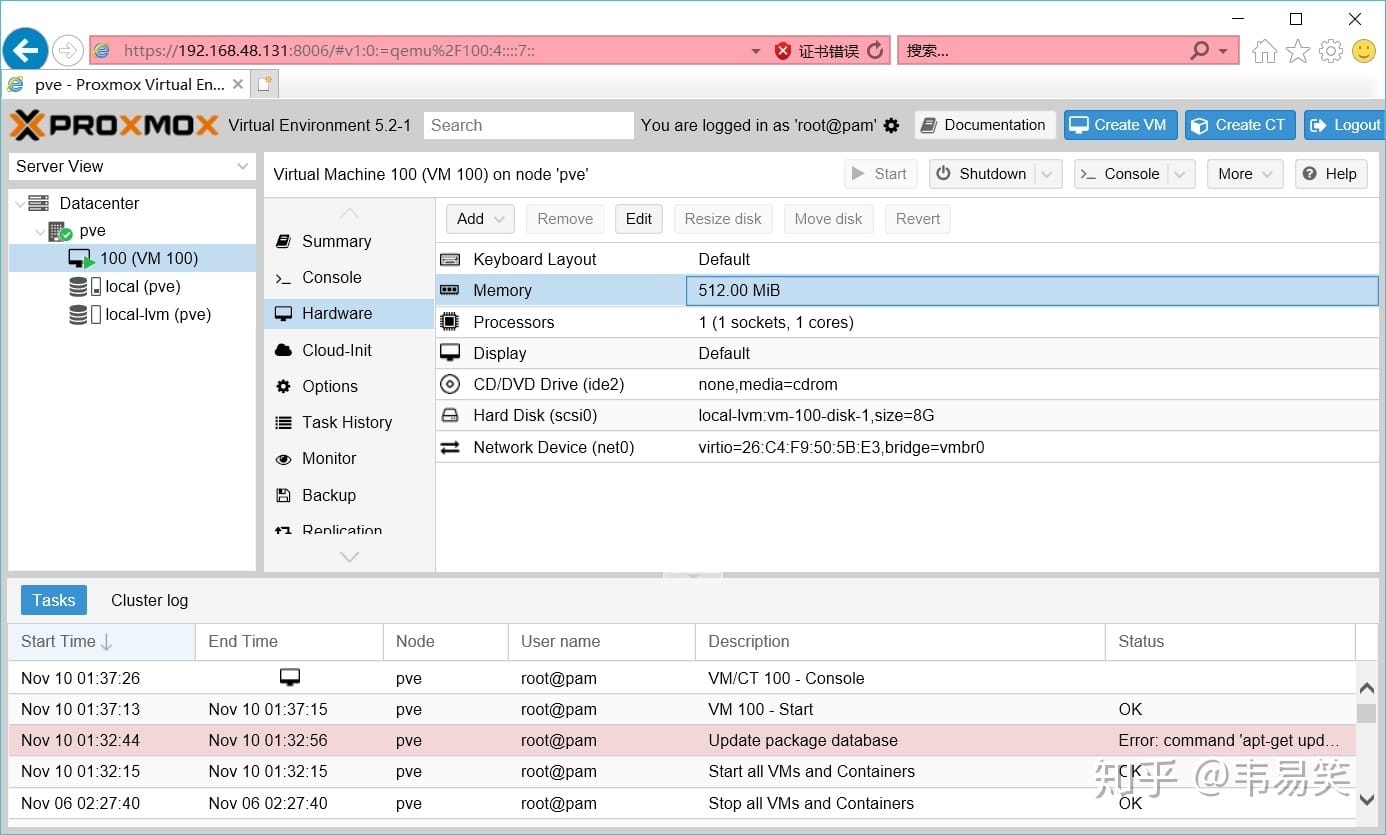 https://192.168.48.131:8006/#v1:0:=qemu%2F100:4::::7:: 证书错误 搜索...
pve - Proxmox Virtual En...
PROXMOX Virtual Environment 5.2-1 Search You are logged in as 'root@pam' Documentation Create VM Create CT Logout
Server View
Virtual Machine 100 (VM 100) on node 'pve' Start Shutdown Console More Help
Datacenter
pve
100 (VM 100)
local (pve)
local-lvm (pve)
Summary
Console
Hardware
Cloud-Init
Options
Task History
Monitor
Backup
Replication
Add Remove Edit Resize disk Move disk Revert
Keyboard Layout Default
Memory 512.00 MiB
Processors 1 (1 sockets, 1 cores)
Display Default
CD/DVD Drive (ide2) none,media=cdrom
Hard Disk (scsi0) local-lvm:vm-100-disk-1,size=8G
Network Device (net0) virtio=26:C4:F9:50:5B:E3,bridge=vmbr0
Tasks Cluster log
Start Time End Time Node User name Description Status
Nov 10 01:37:26 pve root@pam VM/CT 100 - Console
Nov 10 01:37:13 Nov 10 01:37:15 pve root@pam VM 100 - Start OK
Nov 10 01:32:44 Nov 10 01:32:56 pve root@pam Update package database Error: command 'apt-get upd...
Nov 10 01:32:15 Nov 10 01:32:15 pve root@pam Start all VMs and Containers OK
Nov 06 02:27:40 Nov 06 02:27:40 pve root@pam Stop all VMs and Containers OK
知乎 @韦易笑